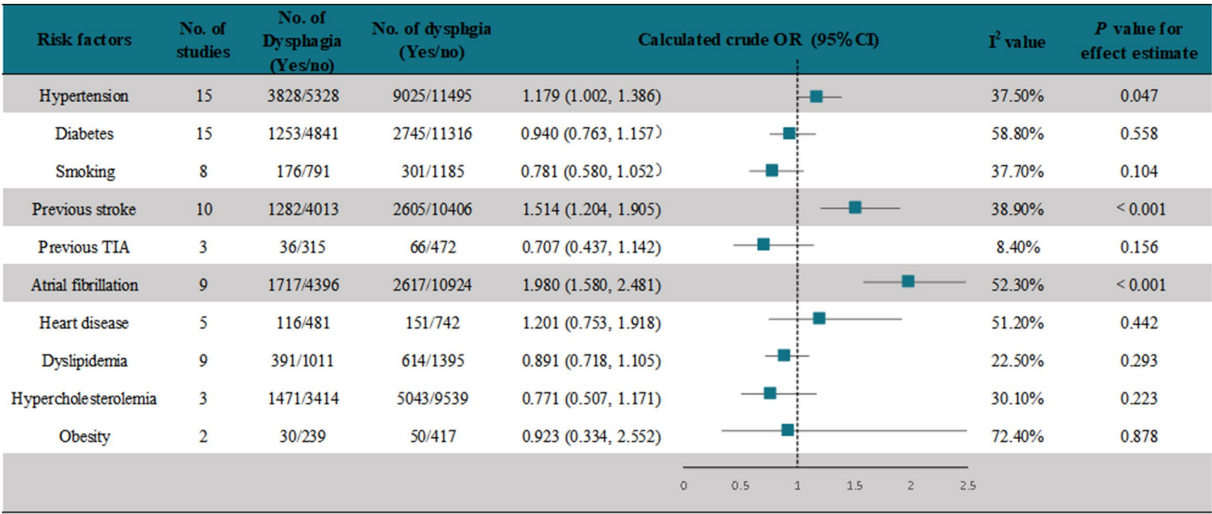 Risk factors No. of studies No. of Dysphagia (Yes/no) No. of dysphgia (Yes/no) Calculated crude OR (95%CI) I² value P value for effect estimate
Hypertension 15 3828/5328 9025/11495 1.179 (1.002, 1.386) 37.50% 0.047
Diabetes 15 1253/4841 2745/11316 0.940 (0.763, 1.157） 58.80% 0.558
Smoking 8 176/791 301/1185 0.781 (0.580, 1.052） 37.70% 0.104
Previous stroke 10 1282/4013 2605/10406 1.514 (1.204, 1.905) 38.90% <0.001
Previous TIA 3 36/315 66/472 0.707 (0.437, 1.142) 8.40% 0.156
Atrial fibrillation 9 1717/4396 2617/10924 1.980 (1.580, 2.481) 52.30% <0.001
Heart disease 5 116/481 151/742 1.201 (0.753, 1.918) 51.20% 0.442
Dyslipidemia 9 391/1011 614/1395 0.891 (0.718, 1.105) 22.50% 0.293
Hypercholesterolemia 3 1471/3414 5043/9539 0.771 (0.507, 1.171) 30.10% 0.223
Obesity 2 30/239 50/417 0.923 (0.334, 2.552) 72.40% 0.878
0 0.5 1 1.5 2 2.5